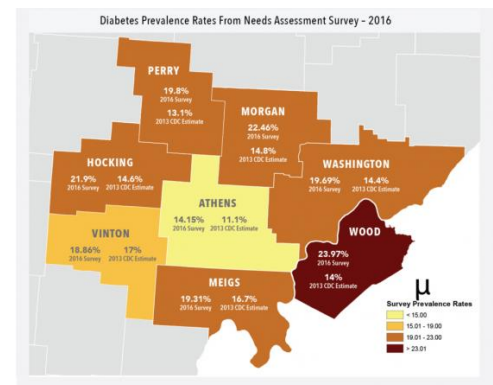 Diabetes Prevalence Rates From Needs Assessment Survey – 2016
PERRY
19.8%
2016 Survey
13.1%
2013 CDC Estimate
MORGAN
22.46%
2016 Survey
14.8%
2013 CDC Estimate
HOCKING
21.9% 14.6%
2016 Survey 2013 CDC Estimate
WASHINGTON
19.69% 14.4%
2016 Survey 2013 CDC Estimate
ATHENS
14.15% 11.1%
2016 Survey 2013 CDC Estimate
VINTON
18.86% 17%
2016 Survey 2013 CDC Estimate
WOOD
23.97%
2016 Survey
14%
2013 CDC Estimate
MEIGS
19.31% 16.7%
2016 Survey 2013 CDC Estimate
µ
Survey Prevalence Rates
< 15.00
15.01 - 19.00
19.01 - 23.00
> 23.01